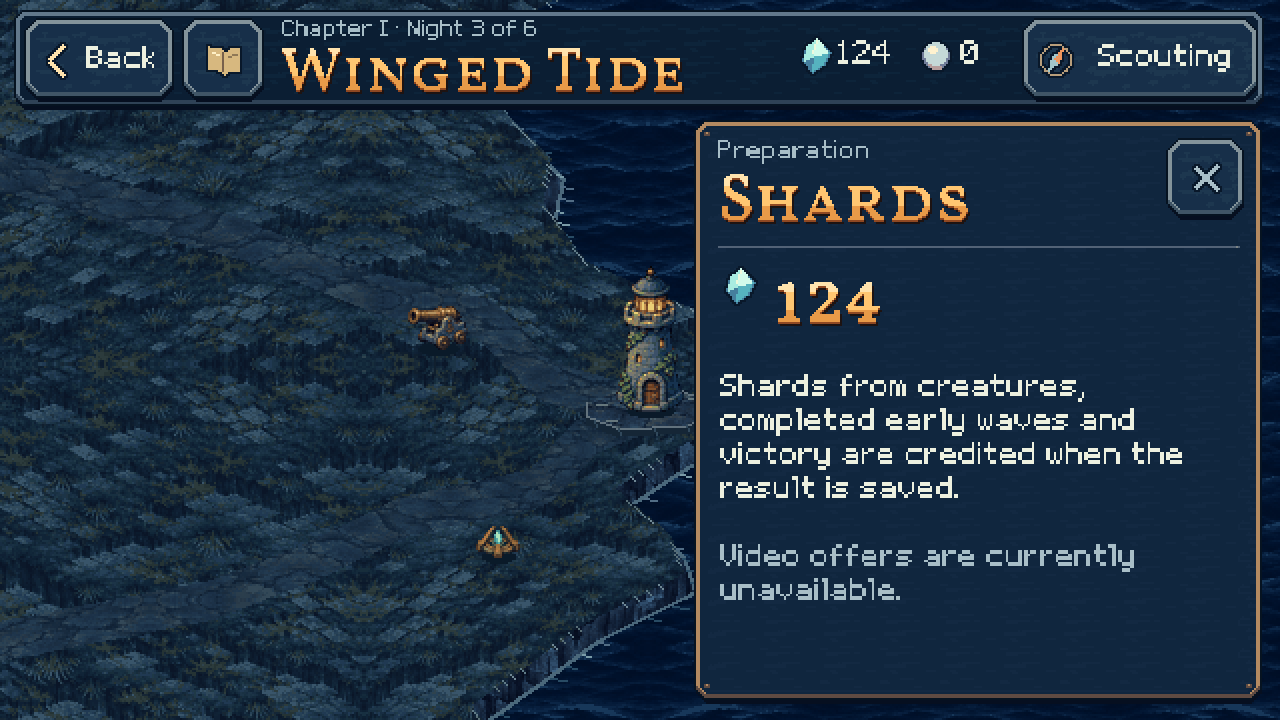 Back
Chapter I · Night 3 of 6
Winged Tide
124
0
Scouting
Preparation
Shards
124
Shards from creatures,
completed early waves and
victory are credited when the
result is saved.
Video offers are currently
unavailable.